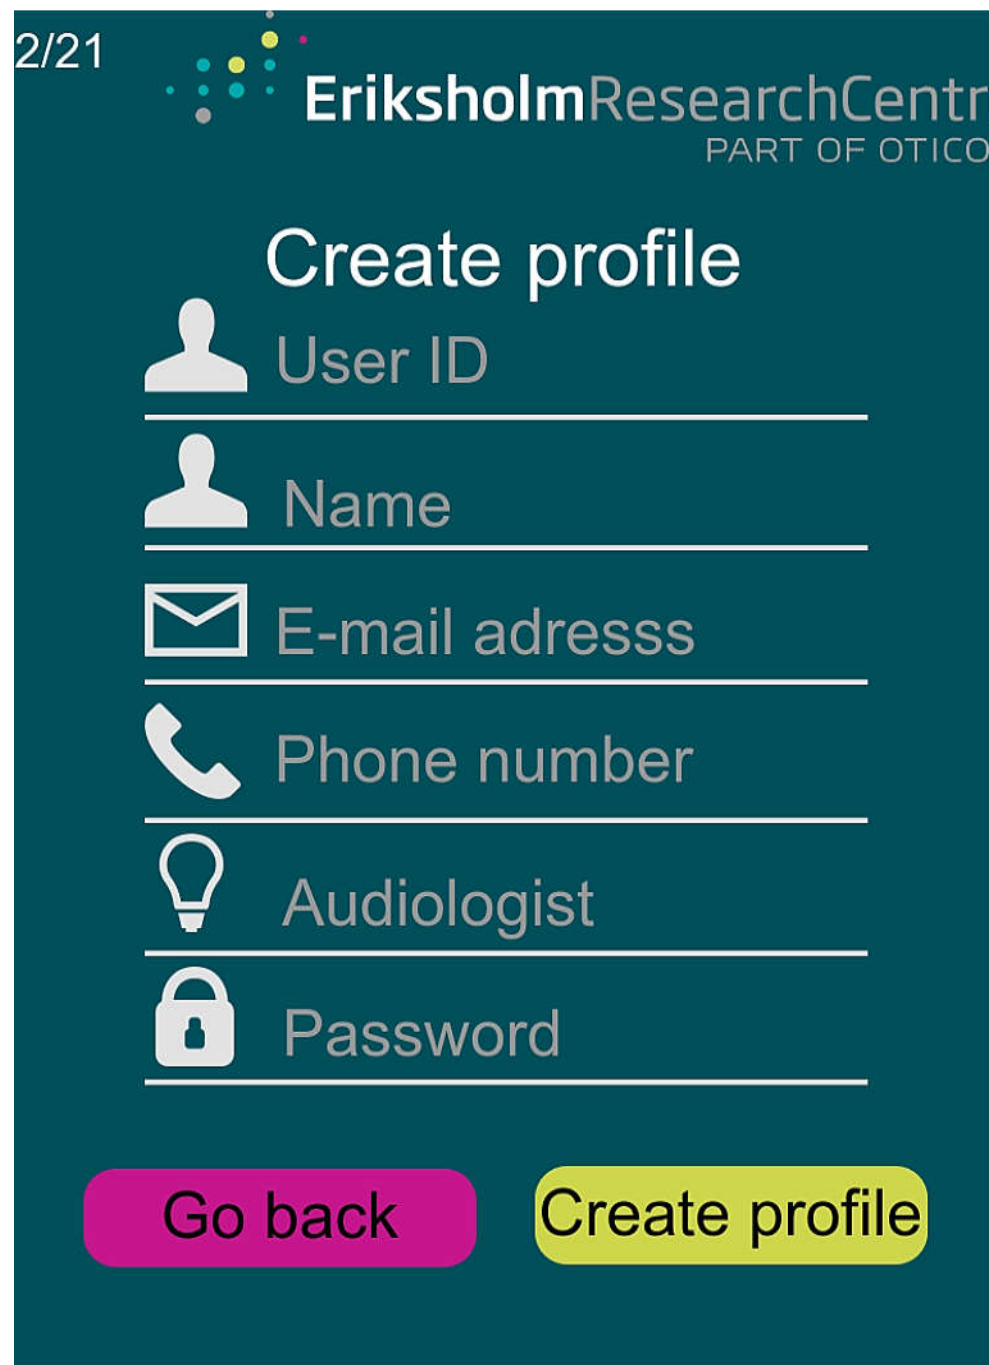 2/21
EriksholmResearchCentr
PART OF OTICO
Create profile
User ID
Name
E-mail adresss
Phone number
Audiologist
Password
Go back
Create profile